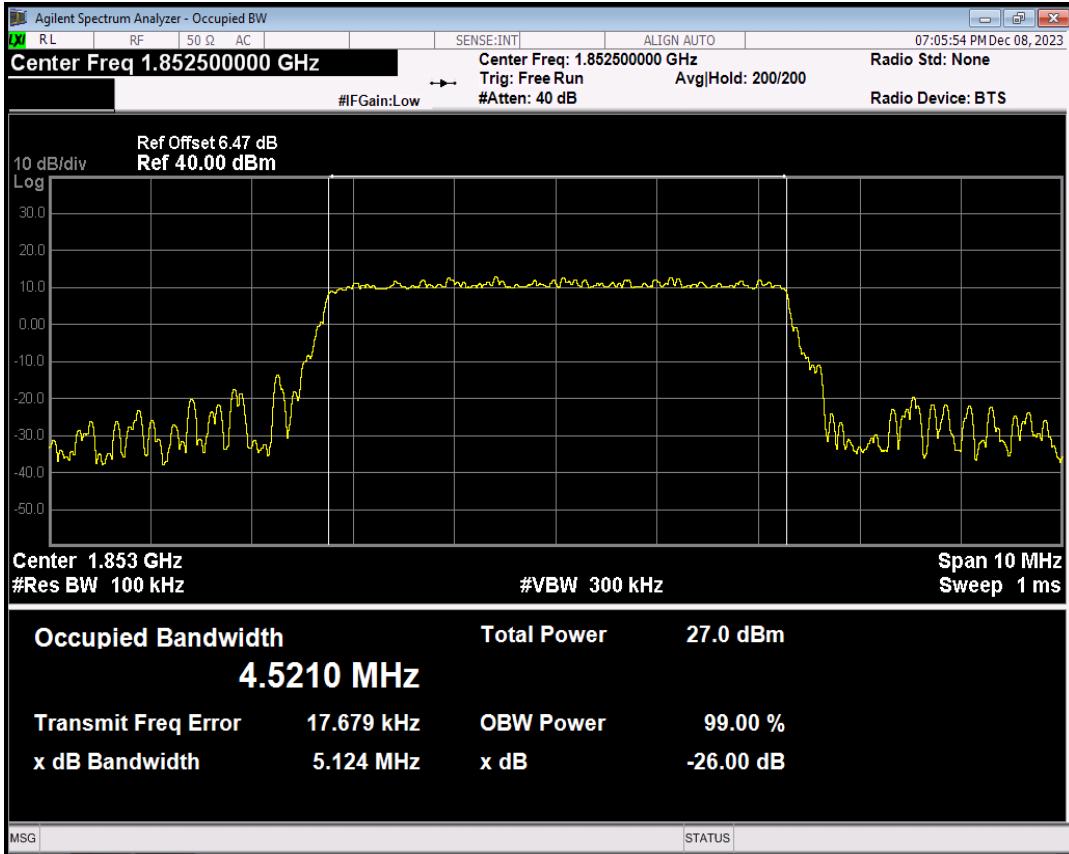 Agilent Spectrum Analyzer - Occupied BW
LXI RL RF 50 Ω AC SENSE:INT ALIGN AUTO 07:05:54 PM Dec 08, 2023
Center Freq 1.852500000 GHz Center Freq: 1.852500000 GHz Radio Std: None
Trig: Free Run Avg|Hold: 200/200
#IFGain:Low #Atten: 40 dB Radio Device: BTS
Ref Offset 6.47 dB
10 dB/div Ref 40.00 dBm
Log
30.0
20.0
10.0
0.00
-10.0
-20.0
-30.0
-40.0
-50.0
Center 1.853 GHz Span 10 MHz
#Res BW 100 kHz #VBW 300 kHz Sweep 1 ms
Occupied Bandwidth Total Power 27.0 dBm
4.5210 MHz
Transmit Freq Error 17.679 kHz OBW Power 99.00 %
x dB Bandwidth 5.124 MHz x dB -26.00 dB
MSG STATUS